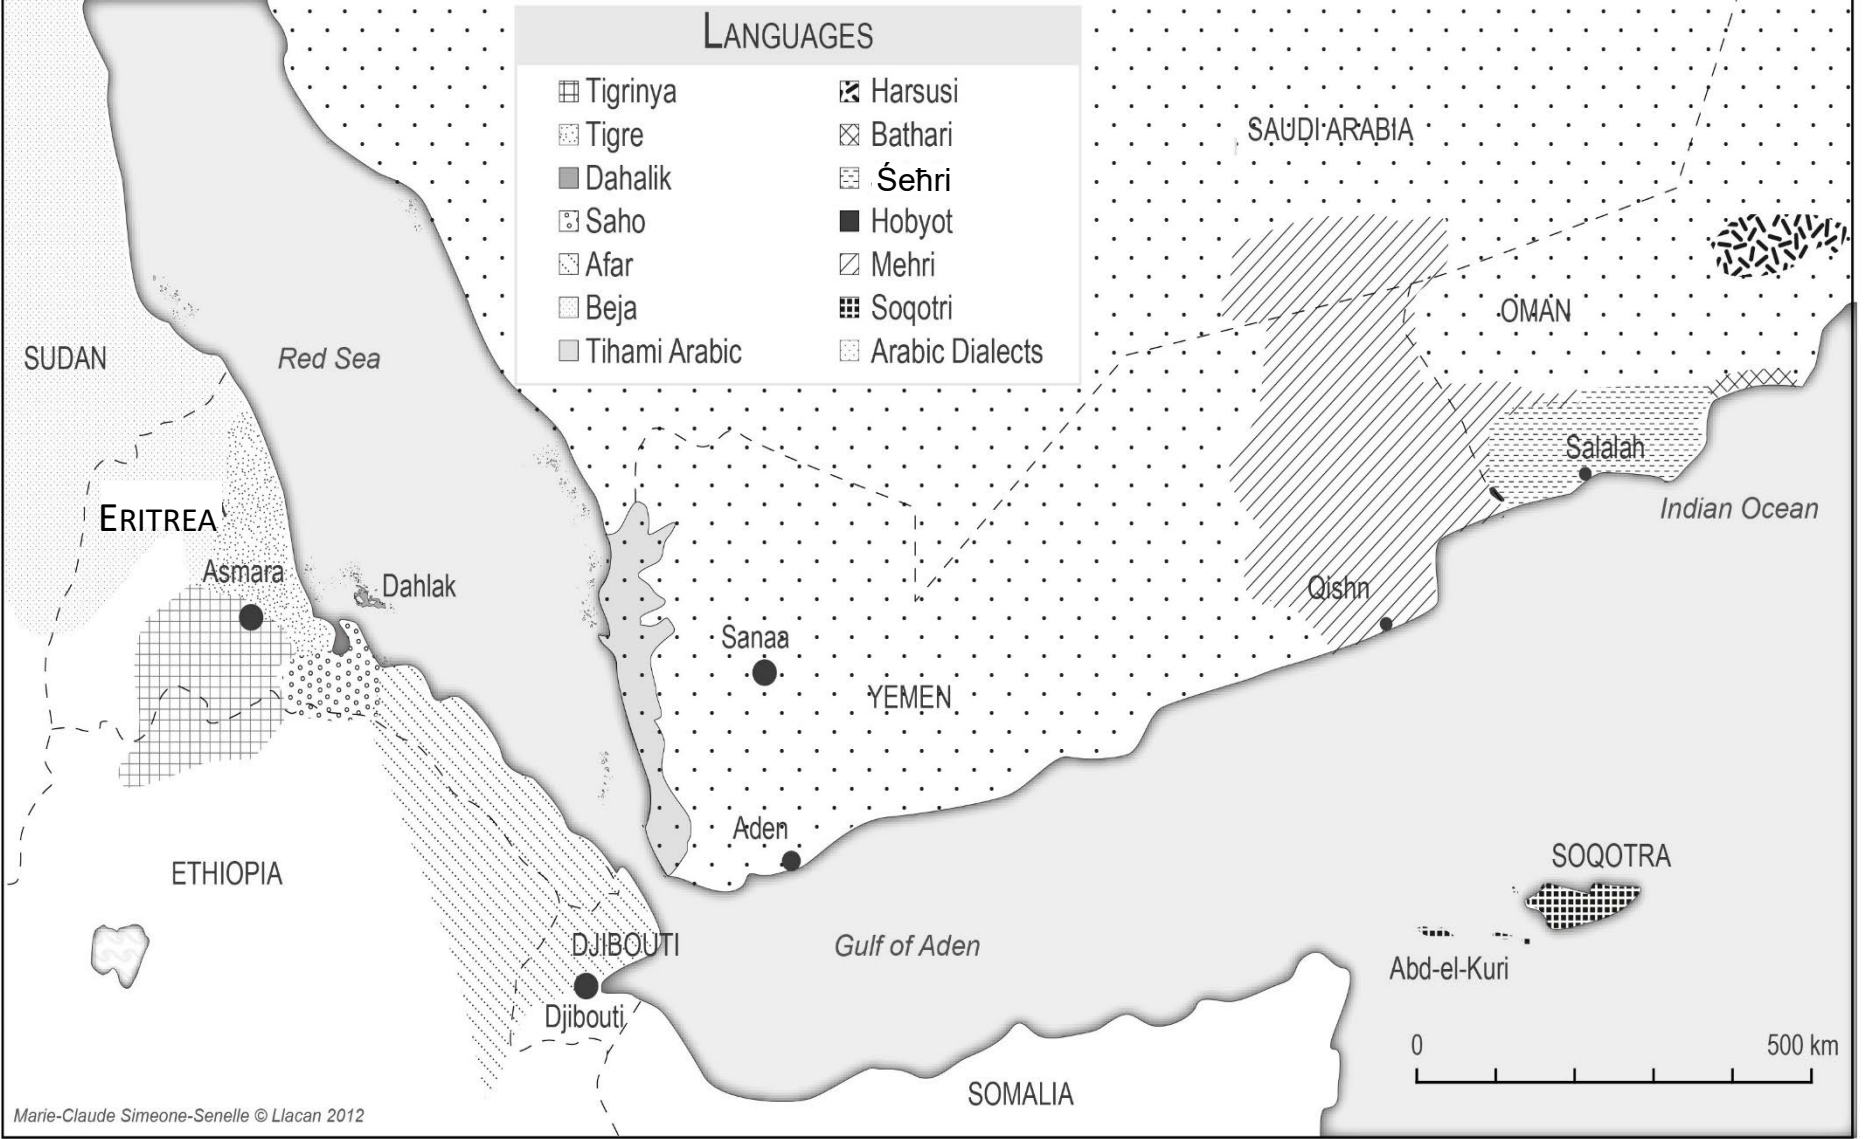 LANGUAGES
Tigrinya
Tigre
Dahalik
Saho
Afar
Beja
Tihami Arabic
Harsusi
Bathari
Śeħri
Hobyot
Mehri
Soqotri
Arabic Dialects
SAUDI ARABIA
OMAN
SUDAN
Red Sea
Salalah
ERITREA
Indian Ocean
Asmara
Dahlak
Qishn
Sanaa
YEMEN
Aden
ETHIOPIA
SOQOTRA
DJIBOUTI
Gulf of Aden
Abd-el-Kuri
Djibouti
0 500 km
SOMALIA
Marie-Claude Simeone-Senelle © Llacan 2012